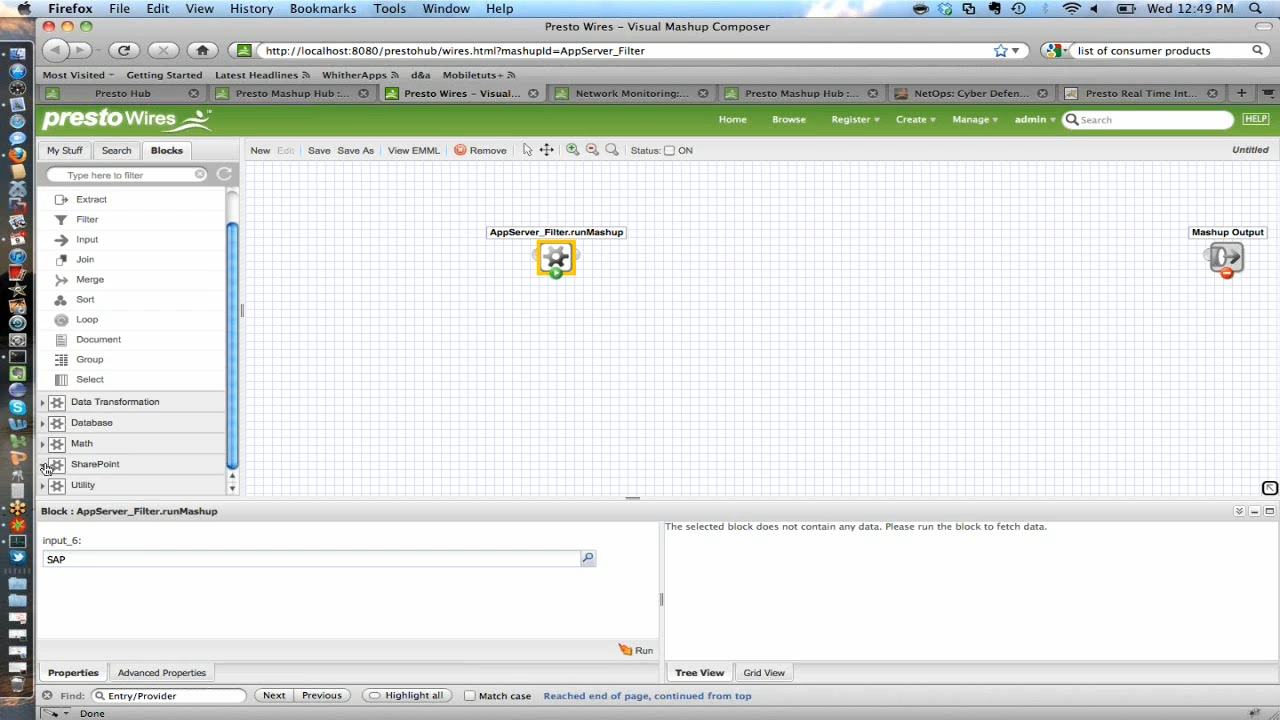 Firefox File Edit View History Bookmarks Tools Window Help Wed 12:49 PM
Presto Wires – Visual Mashup Composer
http://localhost:8080/prestohub/wires.html?mashupId=AppServer_Filter list of consumer products
Most Visited Getting Started Latest Headlines WhitherApps d&a Mobiletuts+
Presto Hub Presto Mashup Hub :... Presto Wires – Visual... Network Monitoring:... Presto Mashup Hub :... NetOps: Cyber Defen... Presto Real Time Int...
presto Wires™ Home Browse Register Create Manage admin Search HELP
My Stuff Search Blocks New Edit Save Save As View EMML Remove Status: ON Untitled
Type here to filter
Extract
Filter
Input
Join
Merge
Sort
Loop
Document
Group
Select
Data Transformation
Database
Math
SharePoint
Utility
AppServer_Filter.runMashup
Mashup Output
Block : AppServer_Filter.runMashup
input_6:
SAP
Run
Properties Advanced Properties
The selected block does not contain any data. Please run the block to fetch data.
Tree View Grid View
Find: Entry/Provider Next Previous Highlight all Match case Reached end of page, continued from top
Done